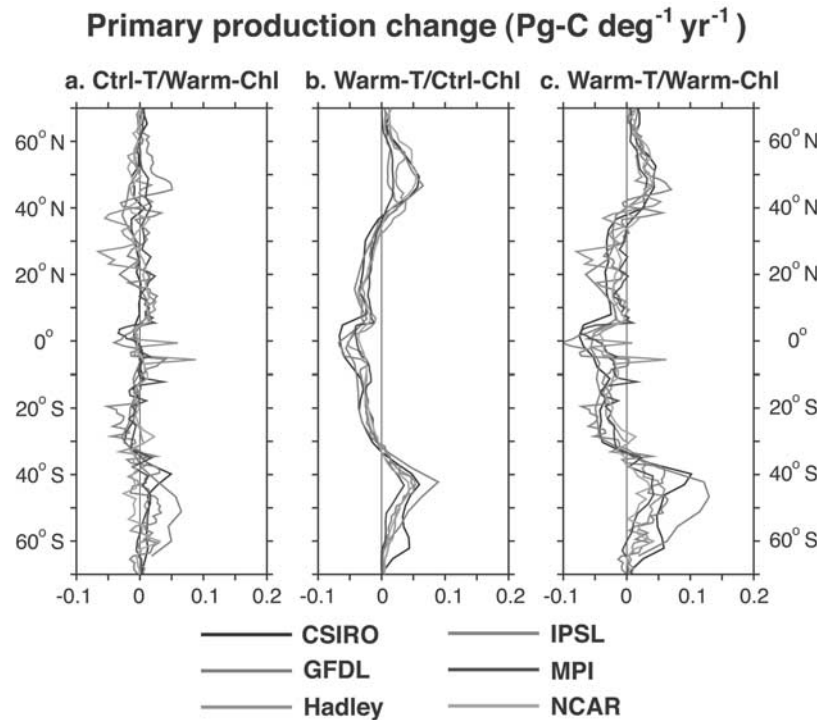 Primary production change (Pg-C deg⁻¹ yr⁻¹)
a. Ctrl-T/Warm-Chl b. Warm-T/Ctrl-Chl c. Warm-T/Warm-Chl
60° N 60° N
40° N 40° N
20° N 20° N
0° 0°
20° S 20° S
40° S 40° S
60° S 60° S
-0.1 0 0.1 0.2 -0.1 0 0.1 0.2 -0.1 0 0.1 0.2
CSIRO IPSL
GFDL MPI
Hadley NCAR